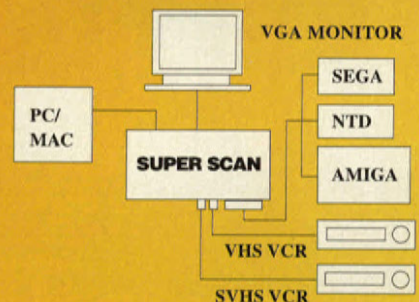 VGA MONITOR
SEGA
PC/
MAC
NTD
SUPER SCAN
AMIGA
VHS VCR
SVHS VCR